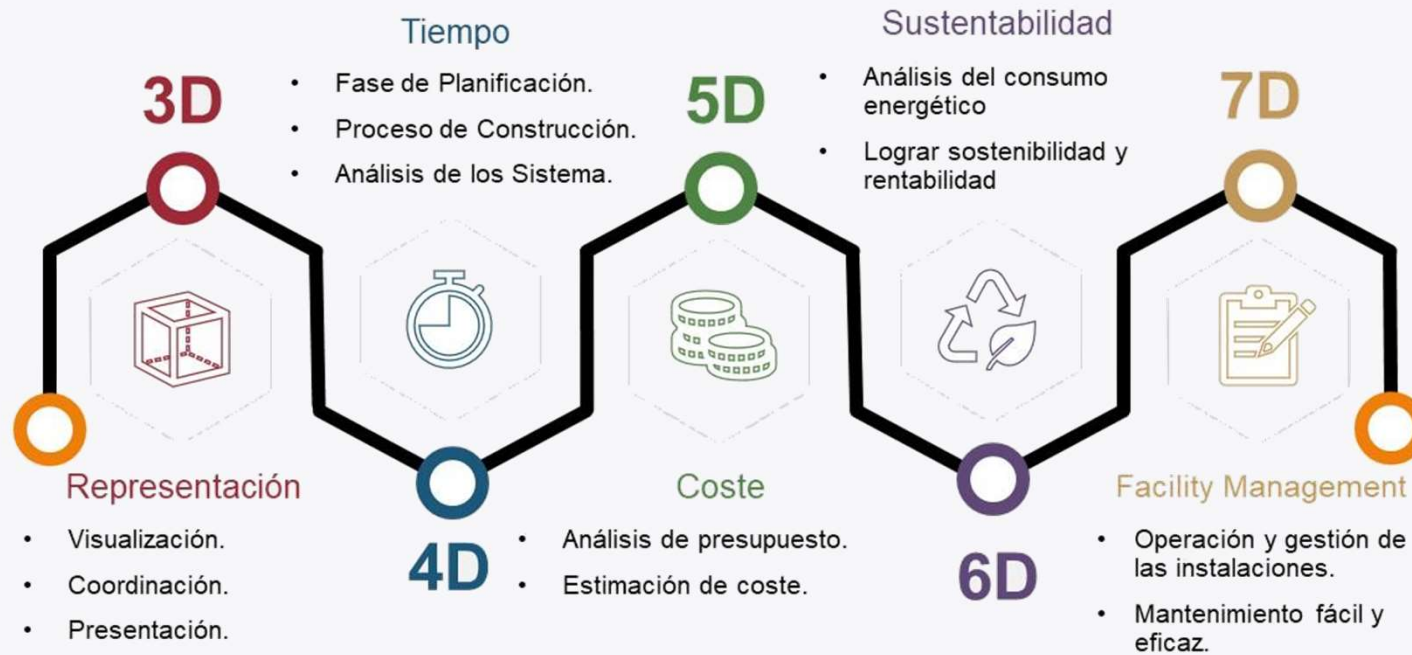 3D
Representación
• Visualización.
• Coordinación.
• Presentación.
Tiempo
• Fase de Planificación.
• Proceso de Construcción.
• Análisis de los Sistema.
4D
5D
Coste
• Análisis de presupuesto.
• Estimación de coste.
Sustentabilidad
• Análisis del consumo
energético
• Lograr sostenibilidad y
rentabilidad
6D
7D
Facility Management
• Operación y gestión de
las instalaciones.
• Mantenimiento fácil y
eficaz.